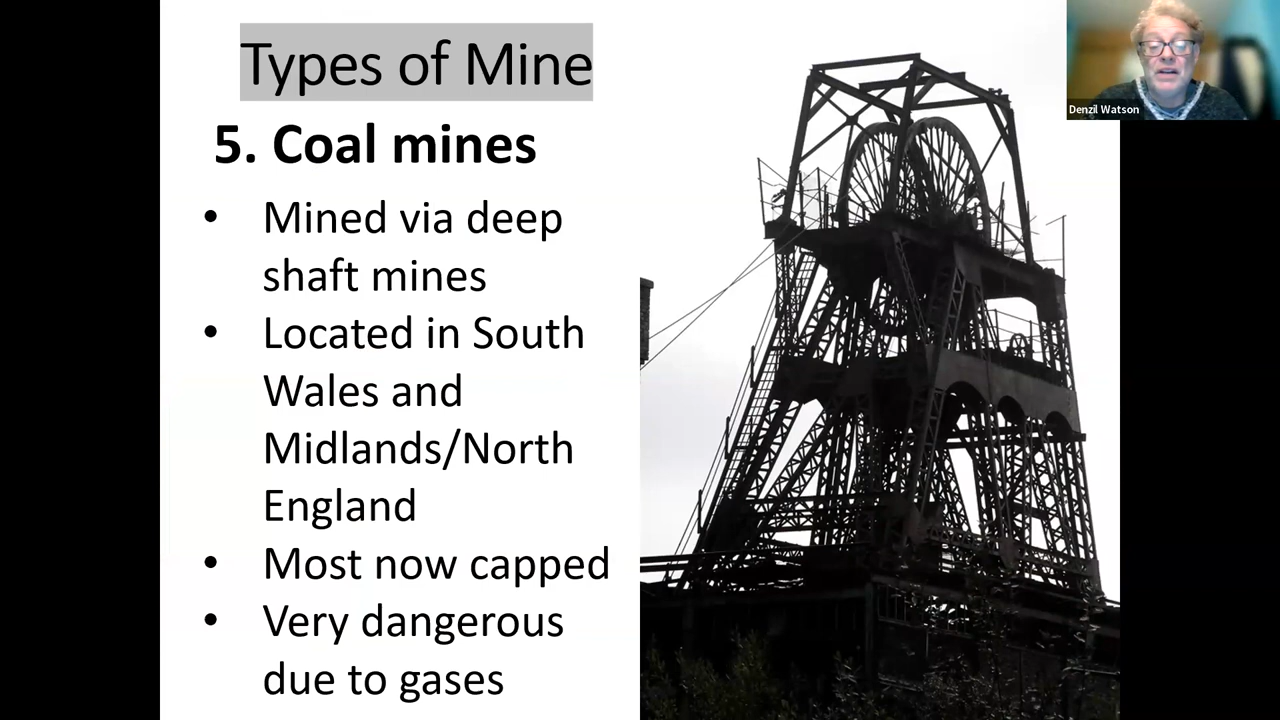 Types of Mine
5. Coal mines
• Mined via deep
shaft mines
• Located in South
Wales and
Midlands/North
England
• Most now capped
• Very dangerous
due to gases
Denzil Watson